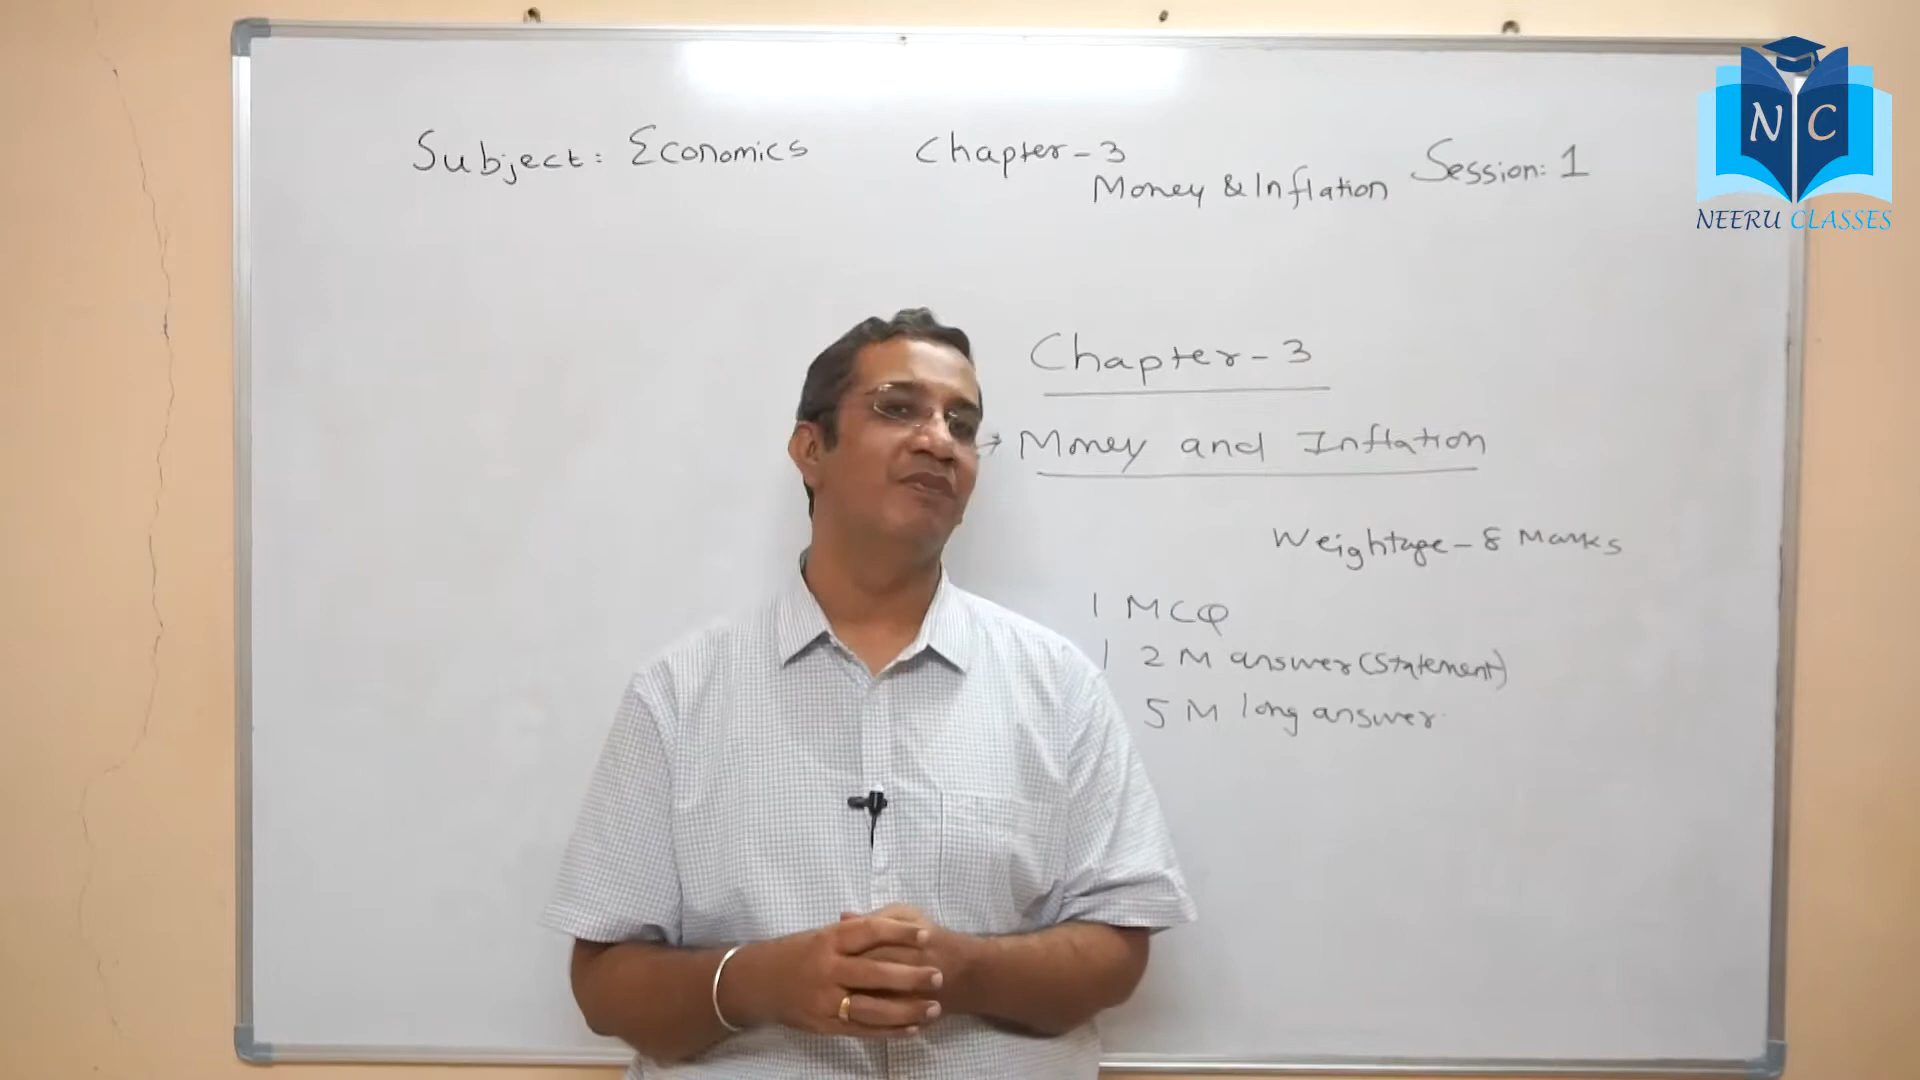 Subject: Economics
Chapter-3
Money & Inflation
Session: 1
N C
NEERU CLASSES
Chapter-3
→ Money and Inflation
Weightage-8 Marks
1 MCQ
1 2 M answer (Statement)
5 M long answer